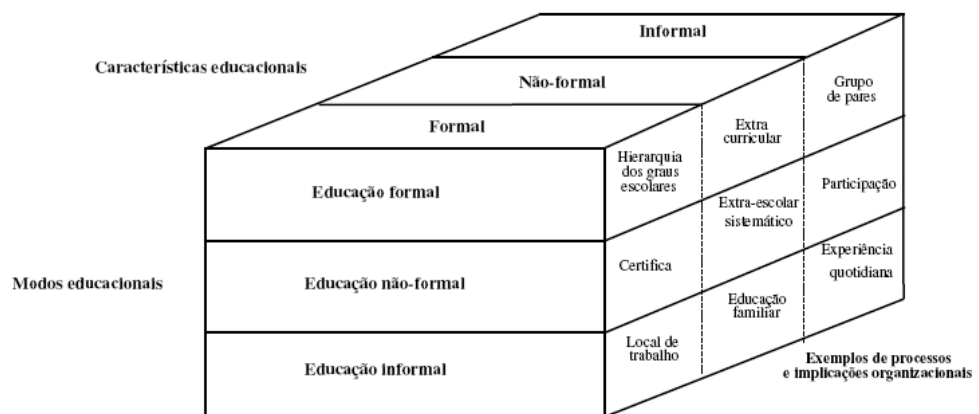 Informal
Características educacionais
Não-formal
Grupo
de pares
Formal
Extra
curricular
Hierarquia
dos graus
escolares
Educação formal
Participação
Extra-escolar
sistemático
Experiência
quotidiana
Certifica
Modos educacionais
Educação não-formal
Educação
familiar
Local de
trabalho
Educação informal
Exemplos de processos
e implicações organizacionais